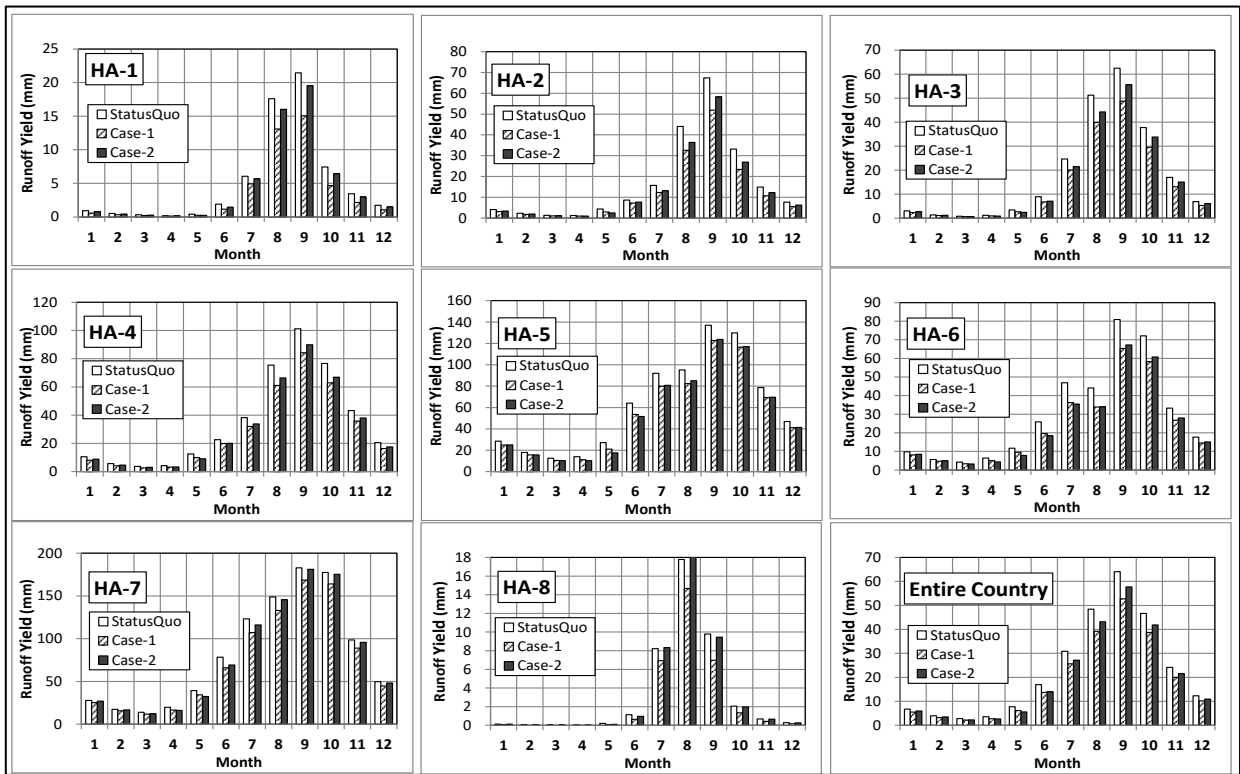 HA-1
Runoff Yield (mm)
25
20
15
10
5
0
StatusQuo
Case-1
Case-2
1 2 3 4 5 6 7 8 9 10 11 12
Month
HA-2
Runoff Yield (mm)
80
70
60
50
40
30
20
10
0
StatusQuo
Case-1
Case-2
1 2 3 4 5 6 7 8 9 10 11 12
Month
HA-3
Runoff Yield (mm)
70
60
50
40
30
20
10
0
StatusQuo
Case-1
Case-2
1 2 3 4 5 6 7 8 9 10 11 12
Month
HA-4
Runoff Yield (mm)
120
100
80
60
40
20
0
StatusQuo
Case-1
Case-2
1 2 3 4 5 6 7 8 9 10 11 12
Month
HA-5
Runoff Yield (mm)
160
140
120
100
80
60
40
20
0
StatusQuo
Case-1
Case-2
1 2 3 4 5 6 7 8 9 10 11 12
Month
HA-6
Runoff Yield (mm)
90
80
70
60
50
40
30
20
10
0
StatusQuo
Case-1
Case-2
1 2 3 4 5 6 7 8 9 10 11 12
Month
HA-7
Runoff Yield (mm)
200
150
100
50
0
StatusQuo
Case-1
Case-2
1 2 3 4 5 6 7 8 9 10 11 12
Month
HA-8
Runoff Yield (mm)
18
16
14
12
10
8
6
4
2
0
StatusQuo
Case-1
Case-2
1 2 3 4 5 6 7 8 9 10 11 12
Month
Entire Country
Runoff Yield (mm)
70
60
50
40
30
20
10
0
StatusQuo
Case-1
Case-2
1 2 3 4 5 6 7 8 9 10 11 12
Month